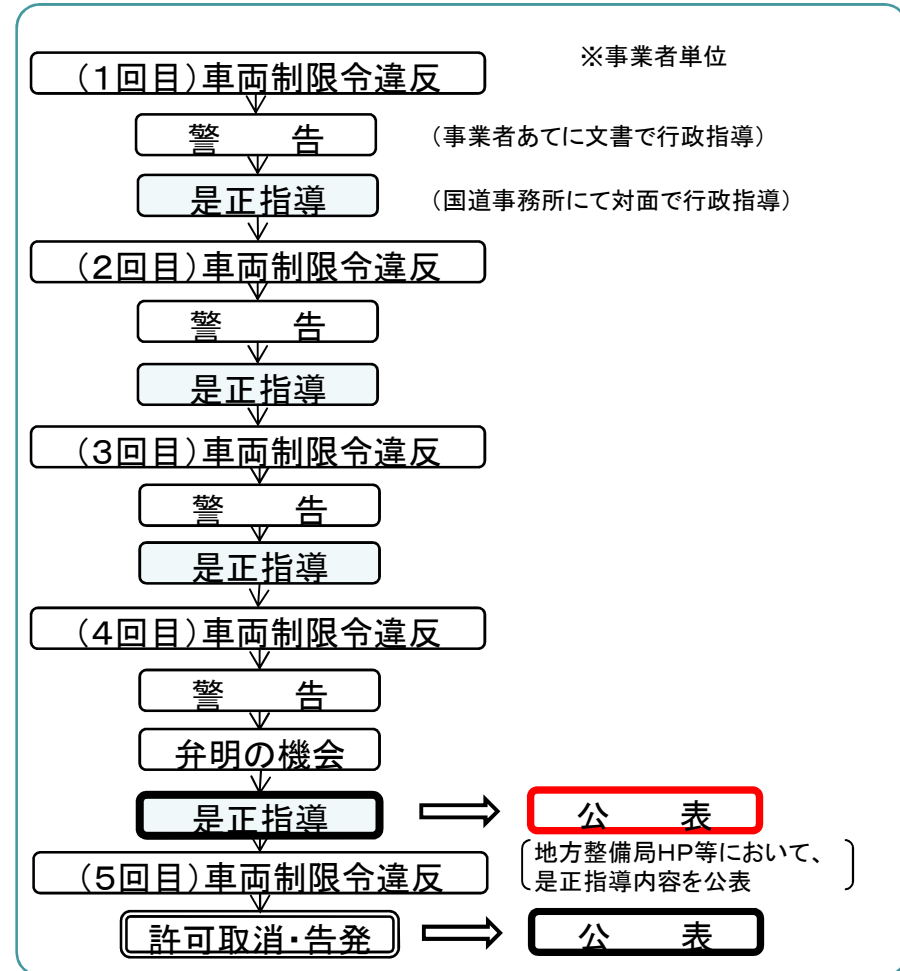 ※事業者単位
（１回目）車両制限令違反
警　　告
（事業者あてに文書で行政指導）
是正指導
（国道事務所にて対面で行政指導）
（２回目）車両制限令違反
警　　告
是正指導
（３回目）車両制限令違反
警　　告
是正指導
（４回目）車両制限令違反
警　　告
弁明の機会
是正指導
公　　表
地方整備局HP等において、
是正指導内容を公表
（５回目）車両制限令違反
許可取消・告発
公　　表